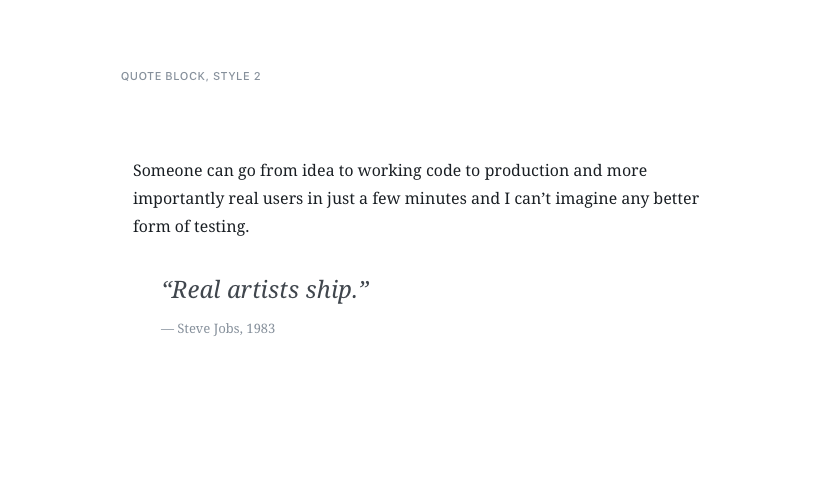 QUOTE BLOCK, STYLE 2
Someone can go from idea to working code to production and more
importantly real users in just a few minutes and I can’t imagine any better
form of testing.
“Real artists ship.”
— Steve Jobs, 1983